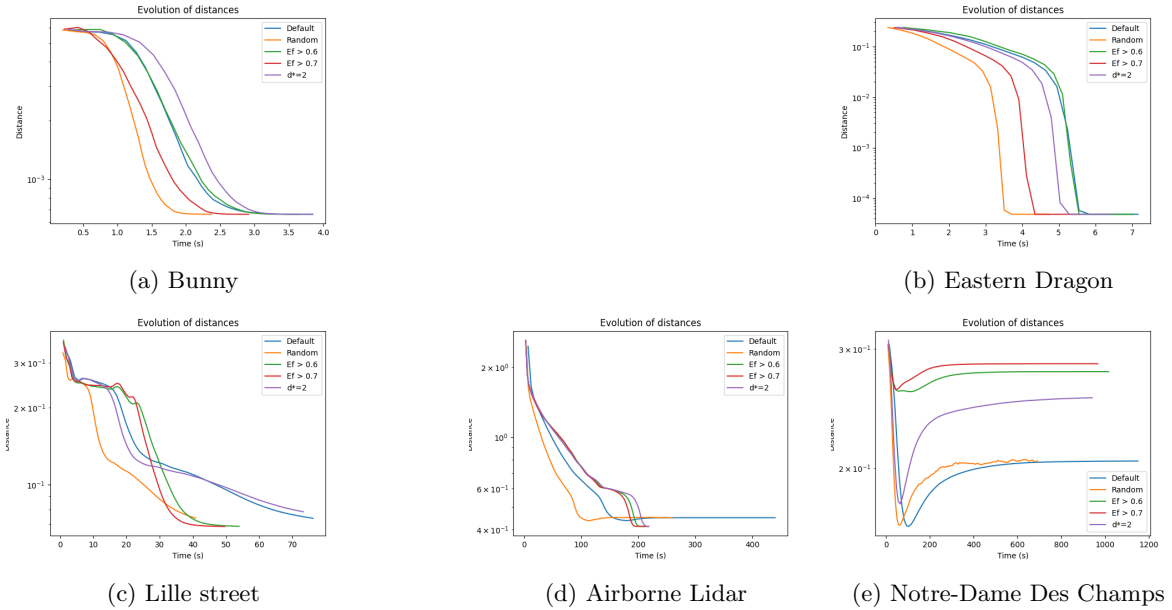 Evolution of distances
Distance
10⁻³
0.5 1.0 1.5 2.0 2.5 3.0 3.5 4.0
Time (s)
Default
Random
Ef > 0.6
Ef > 0.7
d*=2
(a) Bunny
Evolution of distances
Distance
10⁻¹
10⁻²
10⁻³
10⁻⁴
0 1 2 3 4 5 6 7
Time (s)
Default
Random
Ef > 0.6
Ef > 0.7
d*=2
(b) Eastern Dragon
Evolution of distances
Distance
3 × 10⁻¹
2 × 10⁻¹
10⁻¹
0 10 20 30 40 50 60 70
Time (s)
Default
Random
Ef > 0.6
Ef > 0.7
d*=2
(c) Lille street
Evolution of distances
Distance
2 × 10⁰
10⁰
6 × 10⁻¹
4 × 10⁻¹
0 100 200 300 400
Time (s)
Default
Random
Ef > 0.6
Ef > 0.7
d*=2
(d) Airborne Lidar
Evolution of distances
Distance
3 × 10⁻¹
2 × 10⁻¹
0 200 400 600 800 1000 1200
Time (s)
Default
Random
Ef > 0.6
Ef > 0.7
d*=2
(e) Notre-Dame Des Champs